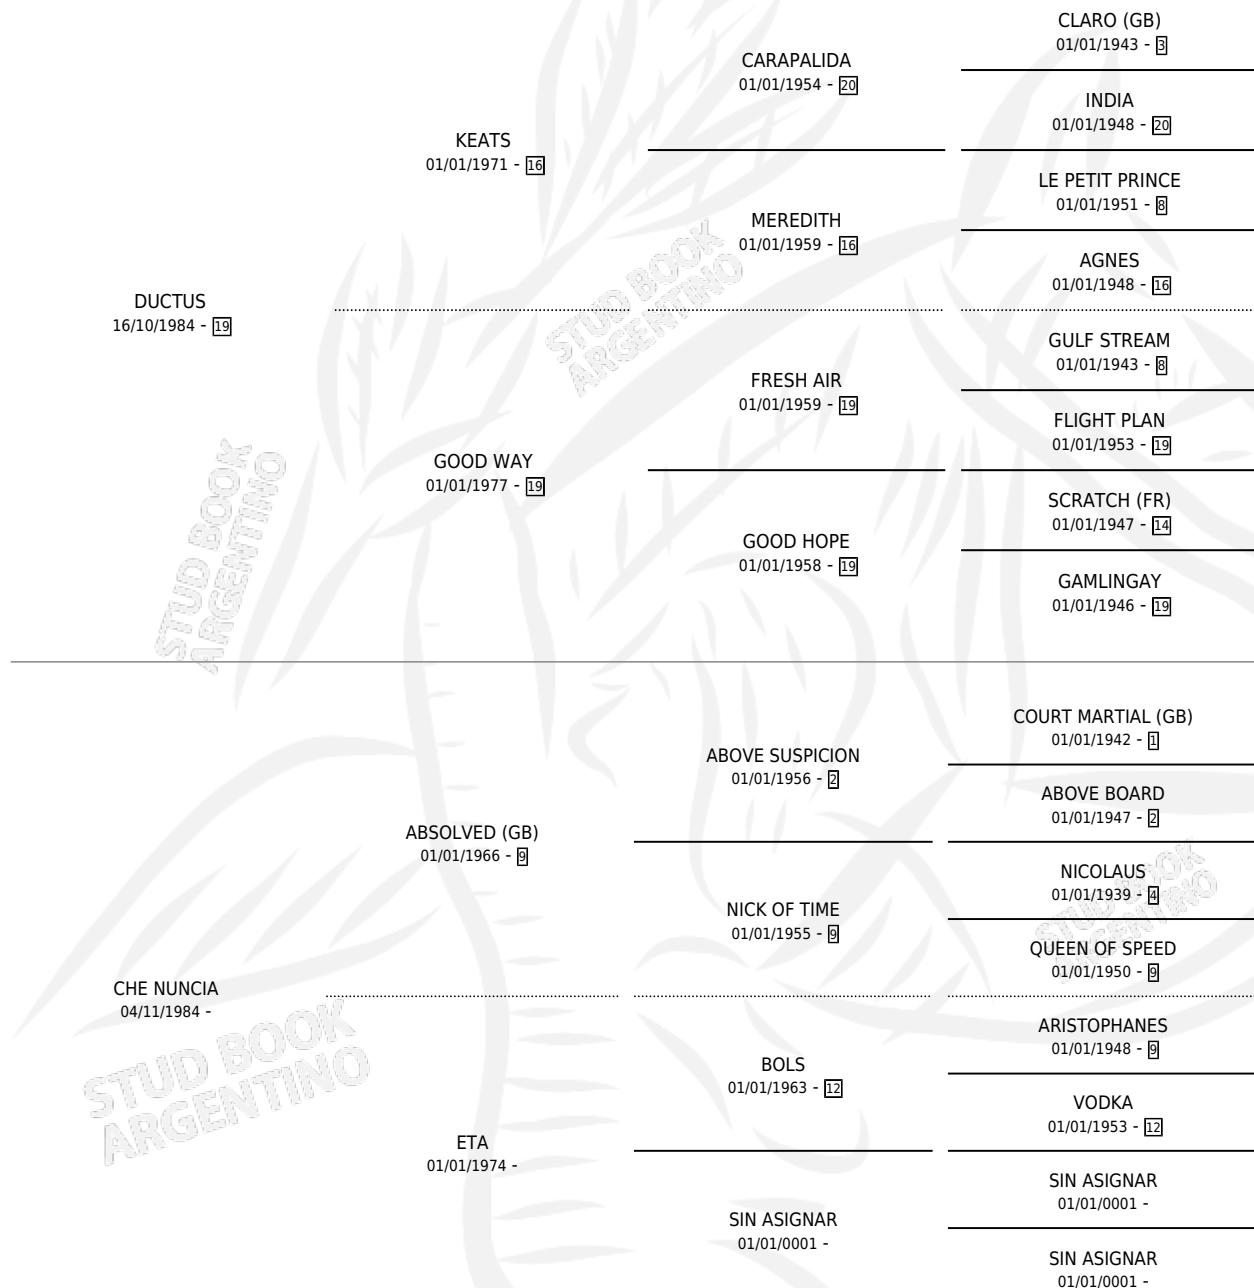 CLARO (GB)
01/01/1943 - 3
CARAPALIDA
01/01/1954 - 20
INDIA
01/01/1948 - 20
KEATS
01/01/1971 - 16
LE PETIT PRINCE
01/01/1951 - 8
MEREDITH
01/01/1959 - 16
AGNES
01/01/1948 - 16
DUCTUS
16/10/1984 - 19
GULF STREAM
01/01/1943 - 8
FRESH AIR
01/01/1959 - 19
FLIGHT PLAN
01/01/1953 - 19
GOOD WAY
01/01/1977 - 19
SCRATCH (FR)
01/01/1947 - 14
GOOD HOPE
01/01/1958 - 19
GAMLINGAY
01/01/1946 - 19
STUD BOOK
ARGENTINO
STUD BOOK
ARGENTINO
COURT MARTIAL (GB)
01/01/1942 - 1
ABOVE SUSPICION
01/01/1956 - 2
ABOVE BOARD
01/01/1947 - 2
ABSOLVED (GB)
01/01/1966 - 9
NICOLAUS
01/01/1939 - 4
NICK OF TIME
01/01/1955 - 9
QUEEN OF SPEED
01/01/1950 - 9
STUD BOOK
ARGENTINO
CHE NUNCIA
04/11/1984 -
ARISTOPHANES
01/01/1948 - 9
BOLS
01/01/1963 - 12
VODKA
01/01/1953 - 12
STUD BOOK
ARGENTINO
ETA
01/01/1974 -
SIN ASIGNAR
01/01/0001 -
SIN ASIGNAR
01/01/0001 -
SIN ASIGNAR
01/01/0001 -